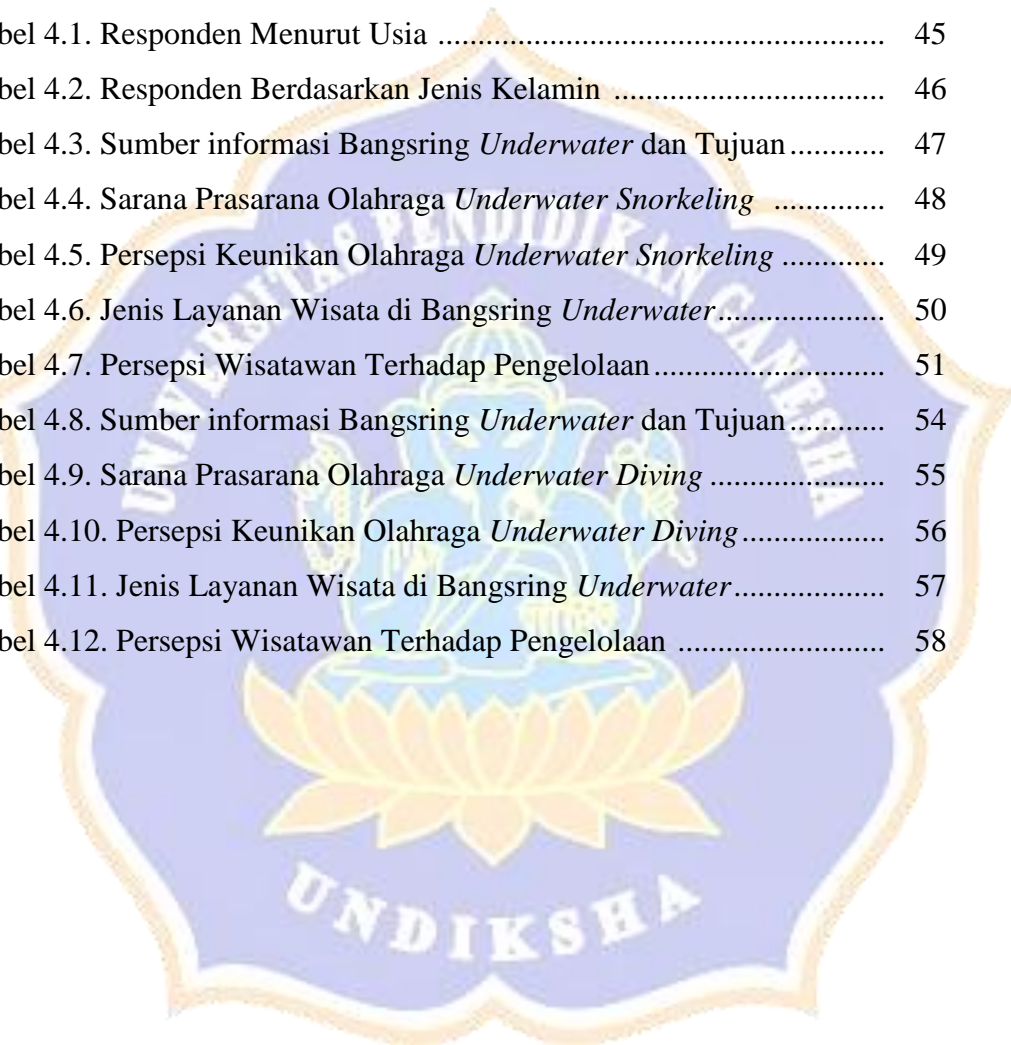 bel 4.1. Responden Menurut Usia ........................................................ 45
bel 4.2. Responden Berdasarkan Jenis Kelamin .................................. 46
bel 4.3. Sumber informasi Bangsring Underwater dan Tujuan ............ 47
bel 4.4. Sarana Prasarana Olahraga Underwater Snorkeling .............. 48
bel 4.5. Persepsi Keunikan Olahraga Underwater Snorkeling ............. 49
bel 4.6. Jenis Layanan Wisata di Bangsring Underwater ..................... 50
bel 4.7. Persepsi Wisatawan Terhadap Pengelolaan ............................. 51
bel 4.8. Sumber informasi Bangsring Underwater dan Tujuan ............ 54
bel 4.9. Sarana Prasarana Olahraga Underwater Diving ...................... 55
bel 4.10. Persepsi Keunikan Olahraga Underwater Diving .................. 56
bel 4.11. Jenis Layanan Wisata di Bangsring Underwater ................... 57
bel 4.12. Persepsi Wisatawan Terhadap Pengelolaan .......................... 58
UNIVERSITAS PENDIDIKAN GANESHA
UNDIKSHA